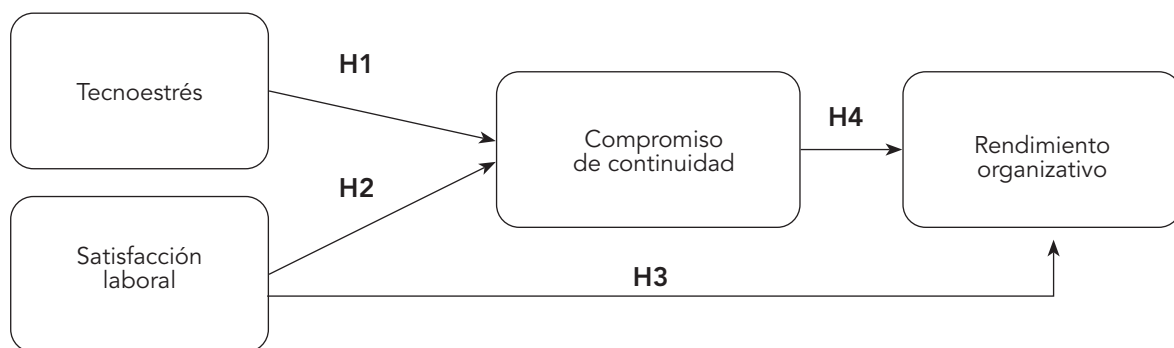 Tecnoestrés
H1
Compromiso
de continuidad
H4
Rendimiento
organizativo
H2
Satisfacción
laboral
H3